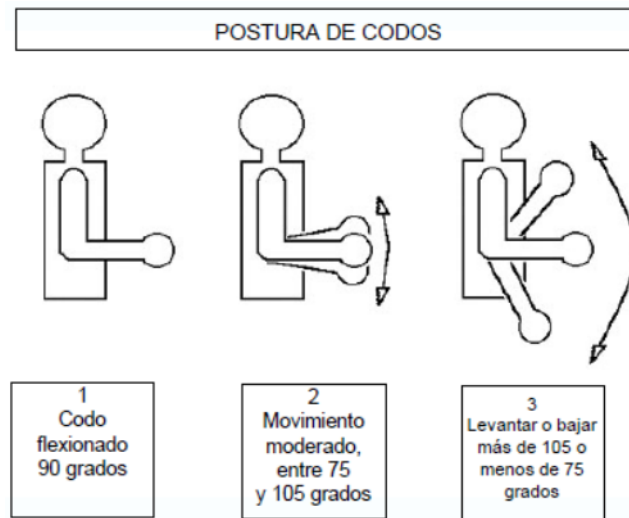 POSTURA DE CODOS
1
Codo
flexionado
90 grados
2
Movimiento
moderado,
entre 75
y 105 grados
3
Levantar o bajar
más de 105 o
menos de 75
grados